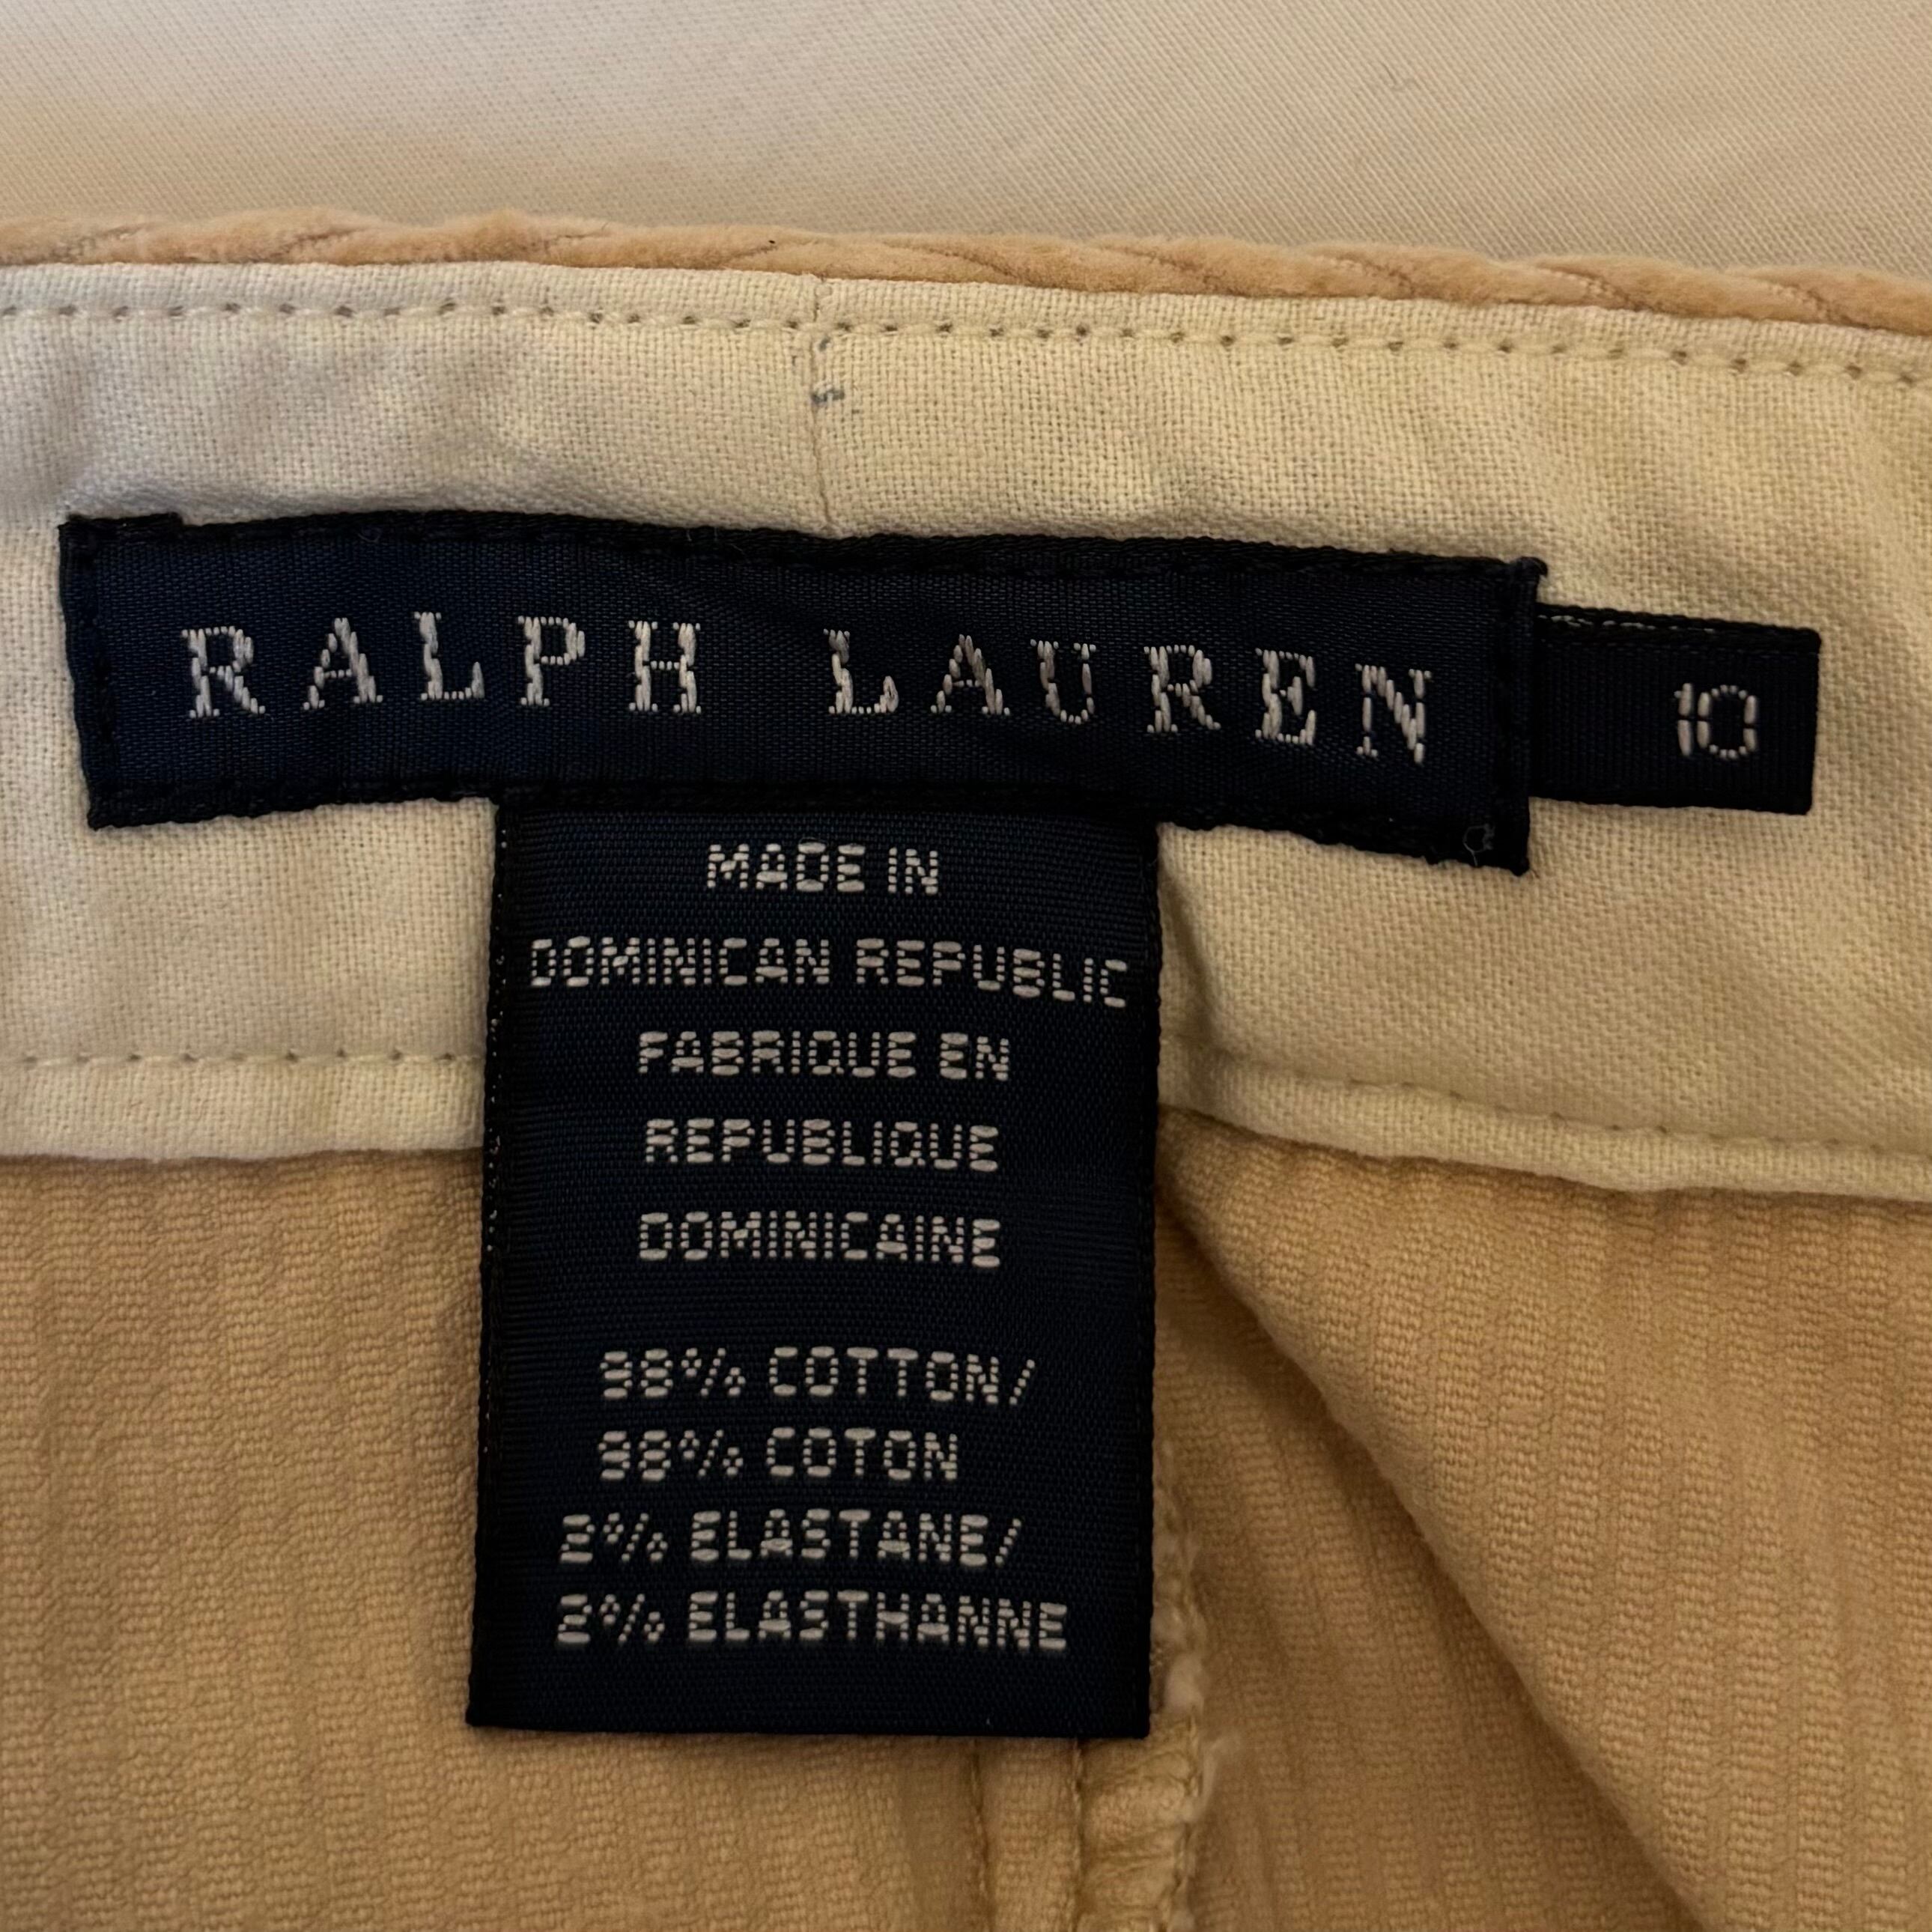 RALPH LAUREN
10
MADE IN
DOMINICAN REPUBLIC
FABRIQUE EN
REPUBLIQUE
DOMINICAINE
98% COTTON/
98% COTON
2% ELASTANE/
2% ELASTHANNE